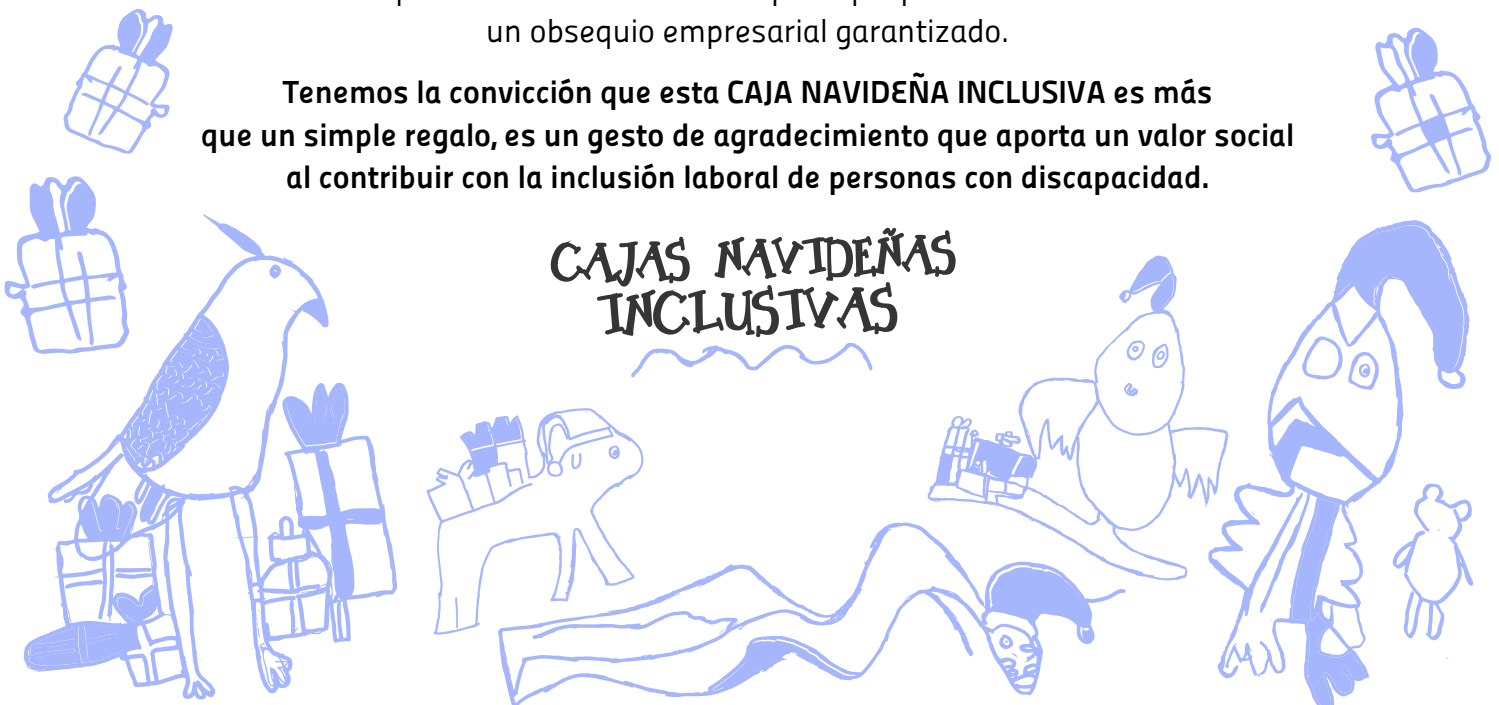 un obsequio empresarial garantizado.
Tenemos la convicción que esta CAJA NAVIDEÑA INCLUSIVA es más
que un simple regalo, es un gesto de agradecimiento que aporta un valor social
al contribuir con la inclusión laboral de personas con discapacidad.
CAJAS NAVIDEÑAS
INCLUSIVAS